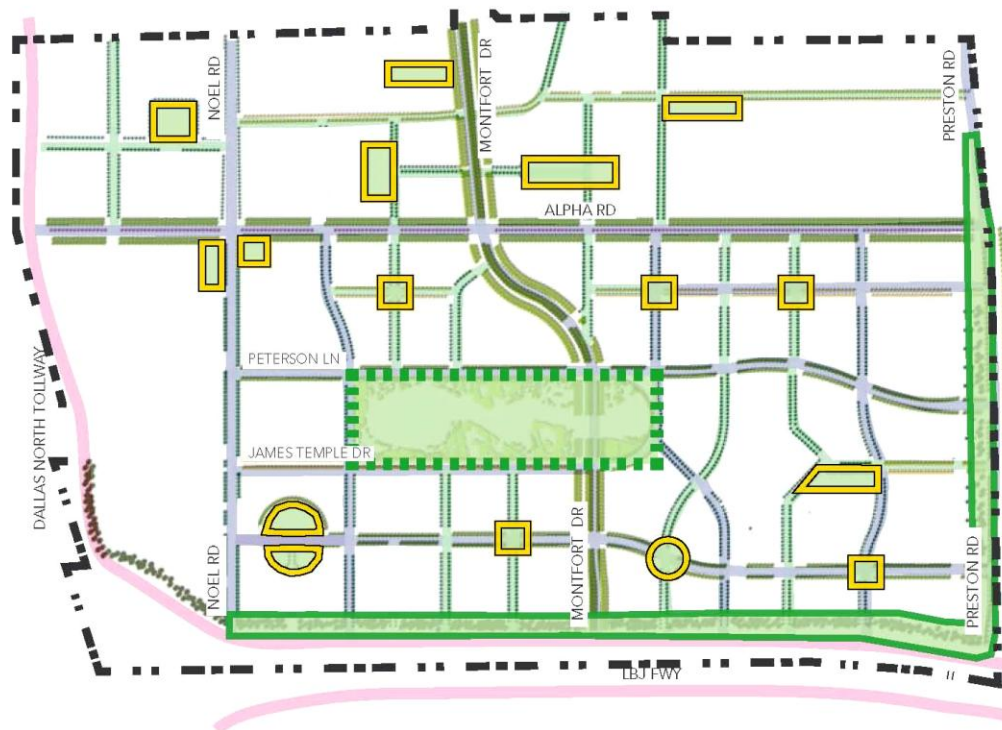 NOEL RD
MONTFORT DR
PRESTON RD
ALPHA RD
DALLAS NORTH TOLLWAY
PETERSON LN
JAMES TEMPLE DR
NOEL RD
MONTFORT DR
PRESTON RD
LBJ FWY